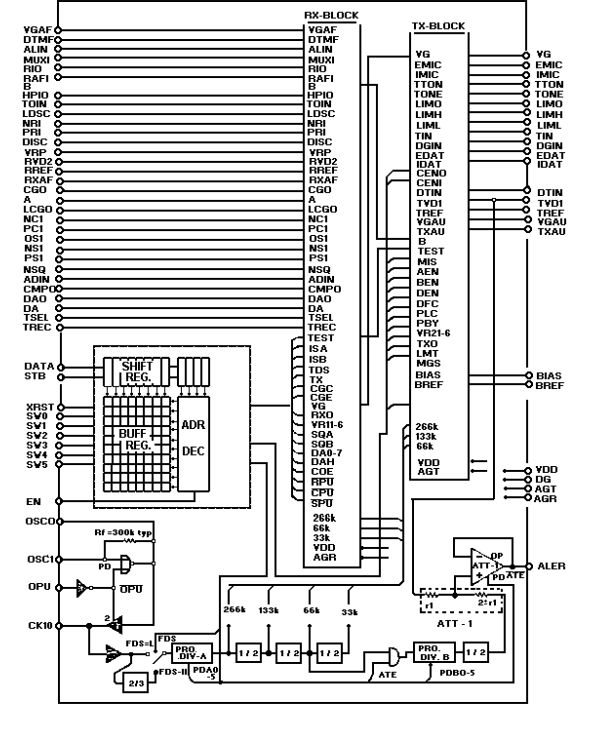 RX-BLOCK
TX-BLOCK
VGAF
DTMF
ALIN
MUXI
RIO
RAFI
B
HPIO
TOIN
LDSC
NRI
PRI
DISC
VRP
RVD2
RREF
RXAF
CGO
A
LCGO
NC1
PC1
OS1
NS1
PS1
NSQ
ADIN
CMPO
DAO
DA
TSEL
TREC
VGAF
DTMF
ALIN
MUXI
RIO
RAFI
B
HPIO
TOIN
LDSC
NRI
PRI
DISC
VRP
RVD2
RREF
RXAF
CGO
A
LCGO
NC1
PC1
OS1
NS1
PS1
NSQ
ADIN
CMPO
DAO
DA
TSEL
TREC
TEST
ISA
ISB
TDS
TX
CGC
CGE
VG
RXO
VR11-6
SQA
SQB
DA0-7
DAH
COE
RPU
CPU
SPU
266k
66k
33k
VDD
AGR
VG
EMIC
IMIC
TTON
TONE
LIMO
LIMH
LIML
TIN
DGIN
EDAT
IDAT
CENO
CENI
DTIN
TVD1
TREF
VGAU
TXAU
B
TEST
MIS
AEN
BEN
DEN
DFC
PLC
PBY
VR21-6
TXO
LMT
MGS
BIAS
BREF
266k
133k
66k
VDD
AGT
VG
EMIC
IMIC
TTON
TONE
LIMO
LIMH
LIML
TIN
DGIN
EDAT
IDAT
DTIN
TVD1
TREF
VGAU
TXAU
BIAS
BREF
VDD
DG
AGT
AGR
DATA
STB
XRST
SW0
SW1
SW2
SW3
SW4
SW5
EN
SHIFT
REG.
BUFF
REG.
ADR
DEC
OSCO
Rf =300k typ
OSC1
PD
OPU
OPU
CK10
2
FDS=L
FDS
FDS-H
2/3
PRO.
DIV-A
PDA0
-5
266k
133k
66k
33k
1/2
1/2
1/2
ATE
PRO.
DIV. B
1/2
PDB0-5
OP
ATT-1
PD
ATE
ALER
r1
2*r1
ATT - 1